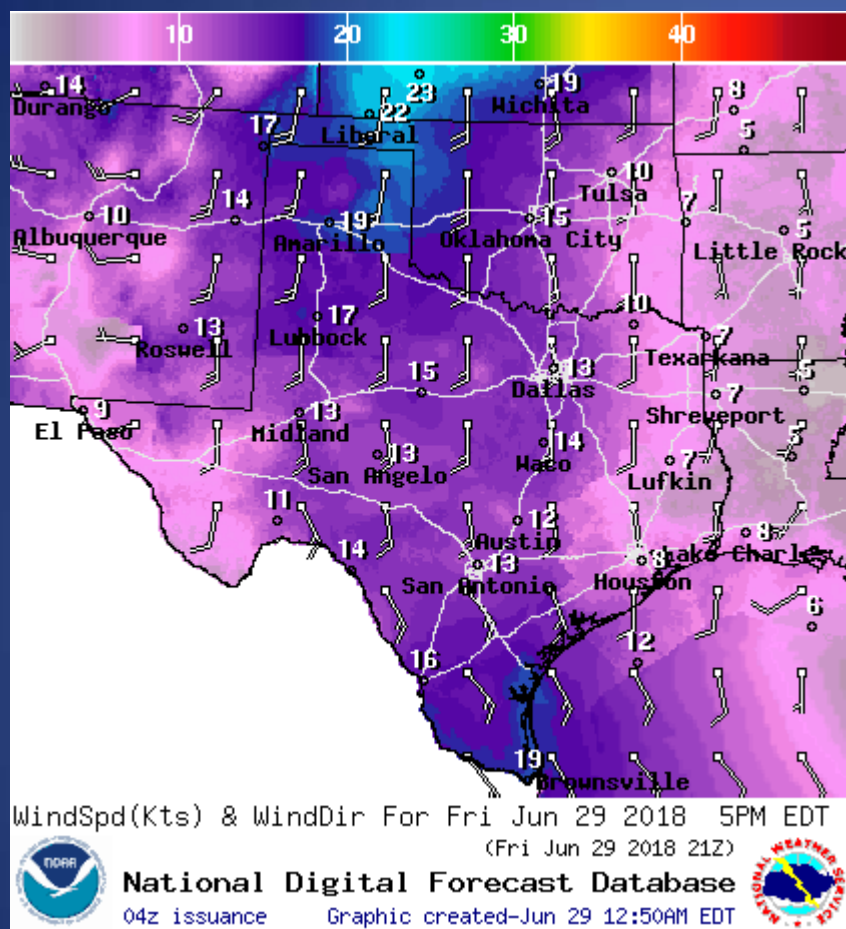 10 20 30 40
14 23 19 8
Durango 22 Wichita
17 Liberal 5
10
Tulsa
14 19 15 7 5
10
Albuquerque Amarillo Oklahoma City Little Rock
13 17 10 7
Roswell Lubbock Texarkana
15 13 5
Dallas 7
9 13 Shreveport
El Paso Midland 14 5
13 Waco 7
San Angelo Lufkin
11 12 8
Austin Lake Charles
14 13 8
San Antonio Houston
6
16 12
19
Brownsville
WindSpd(Kts) & WindDir For Fri Jun 29 2018 5PM EDT
(Fri Jun 29 2018 21Z)
NOAA
National Digital Forecast Database
04z issuance Graphic created-Jun 29 12:50AM EDT
NATIONAL WEATHER SERVICE